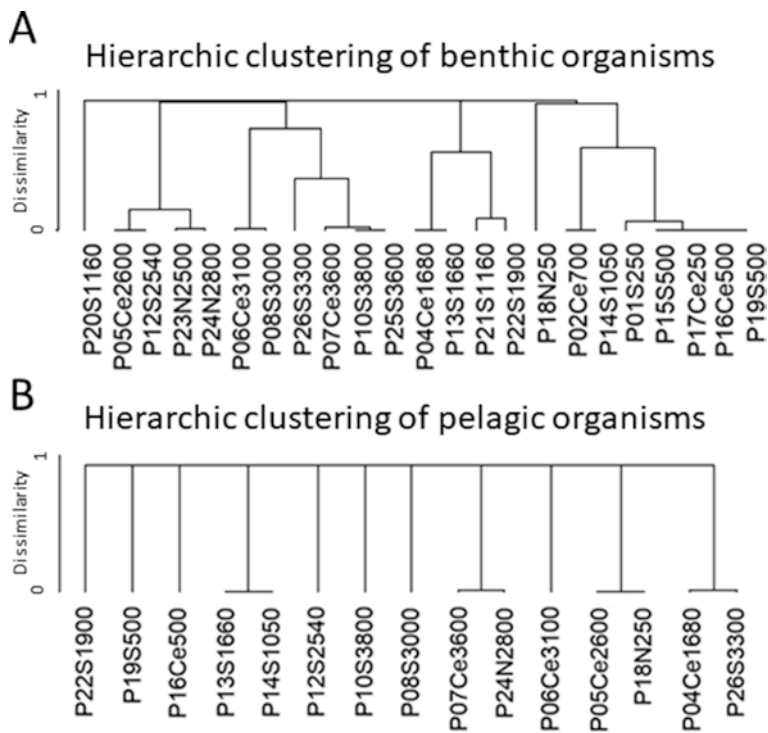 A
Hierarchic clustering of benthic organisms
Dissimilarity
1
0
P20S1160
P05Ce2600
P12S2540
P23N2500
P24N2800
P06Ce3100
P08S3000
P26S3300
P07Ce3600
P10S3800
P25S3600
P04Ce1680
P13S1660
P21S1160
P22S1900
P18N250
P02Ce700
P14S1050
P01S250
P15S500
P17Ce250
P16Ce500
P19S500
B
Hierarchic clustering of pelagic organisms
Dissimilarity
1
0
P22S1900
P19S500
P16Ce500
P13S1660
P14S1050
P12S2540
P10S3800
P08S3000
P07Ce3600
P24N2800
P06Ce3100
P05Ce2600
P18N250
P04Ce1680
P26S3300